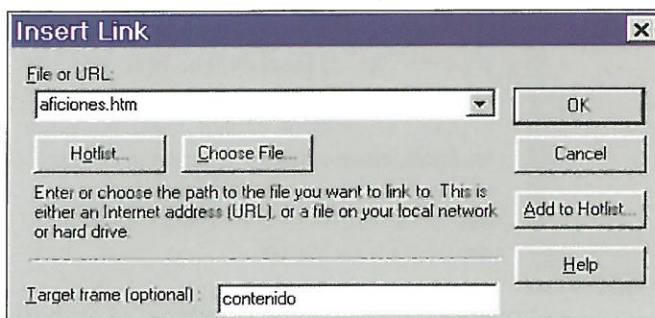 Insert Link
File or URL:
aficiones.htm
OK
Hotlist...
Choose File...
Cancel
Enter or choose the path to the file you want to link to. This is
either an Internet address (URL), or a file on your local network
or hard drive.
Add to Hotlist...
Help
Target frame (optional) :
contenido